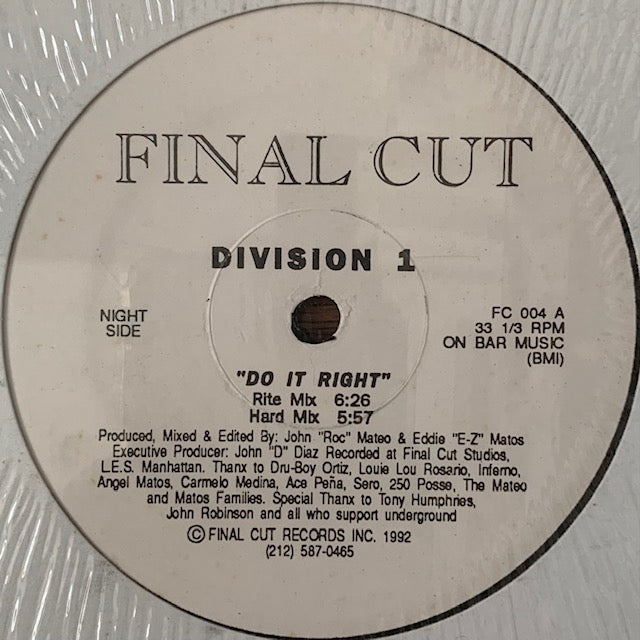 FINAL CUT
DIVISION 1
NIGHT
SIDE
FC 004 A
33 1/3 RPM
ON BAR MUSIC
(BMI)
"DO IT RIGHT"
Rite Mix 6:26
Hard Mix 5:57
Produced, Mixed & Edited By: John "Roc" Mateo & Eddie "E-Z" Matos
Executive Producer: John "D" Diaz Recorded at Final Cut Studios,
L.E.S. Manhattan. Thanx to Dru-Boy Ortiz, Louie Lou Rosario, Inferno,
Angel Matos, Carmelo Medina, Ace Peña, Sero, 250 Posse, The Mateo
and Matos Families. Special Thanx to Tony Humphries,
John Robinson and all who support underground
©FINAL CUT RECORDS INC. 1992
(212) 587-0465